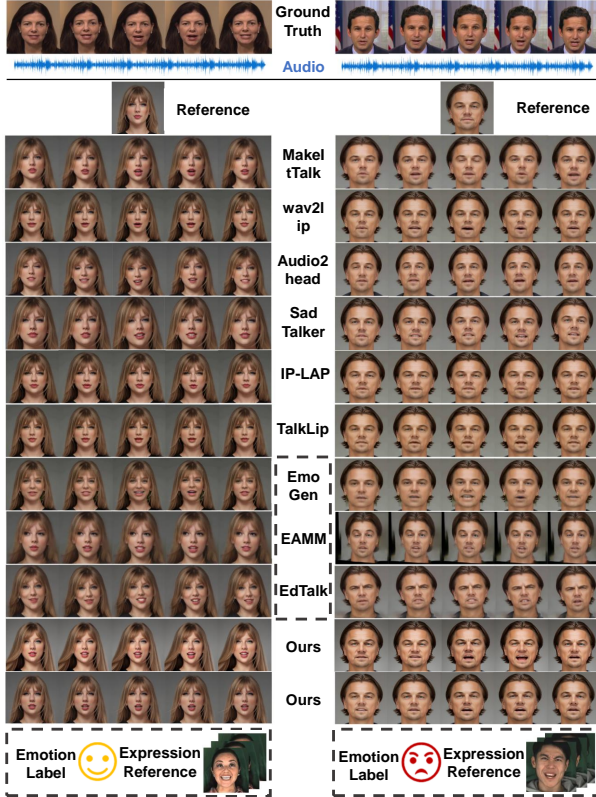 Ground
Truth
Audio
Reference
Reference
MakeI
tTalk
wav2l
ip
Audio2
head
Sad
Talker
IP-LAP
TalkLip
Emo
Gen
EAMM
EdTalk
Ours
Ours
Emotion
Label
Expression
Reference
Emotion
Label
Expression
Reference